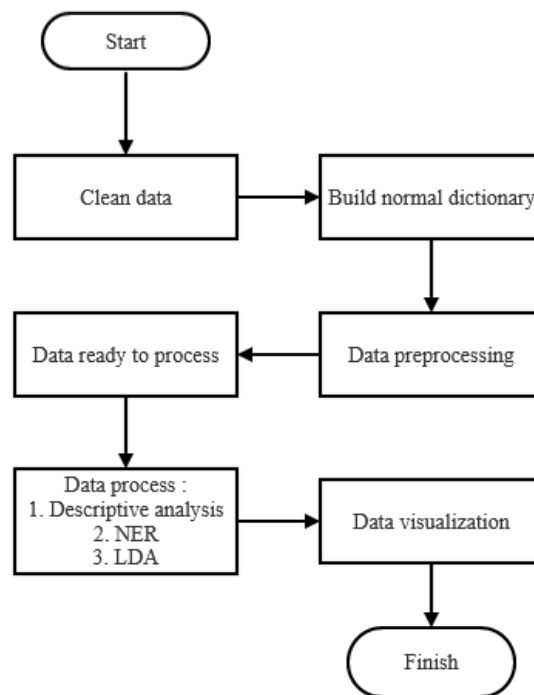 Start
Clean data
Build normal dictionary
Data preprocessing
Data ready to process
Data process :
1. Descriptive analysis
2. NER
3. LDA
Data visualization
Finish